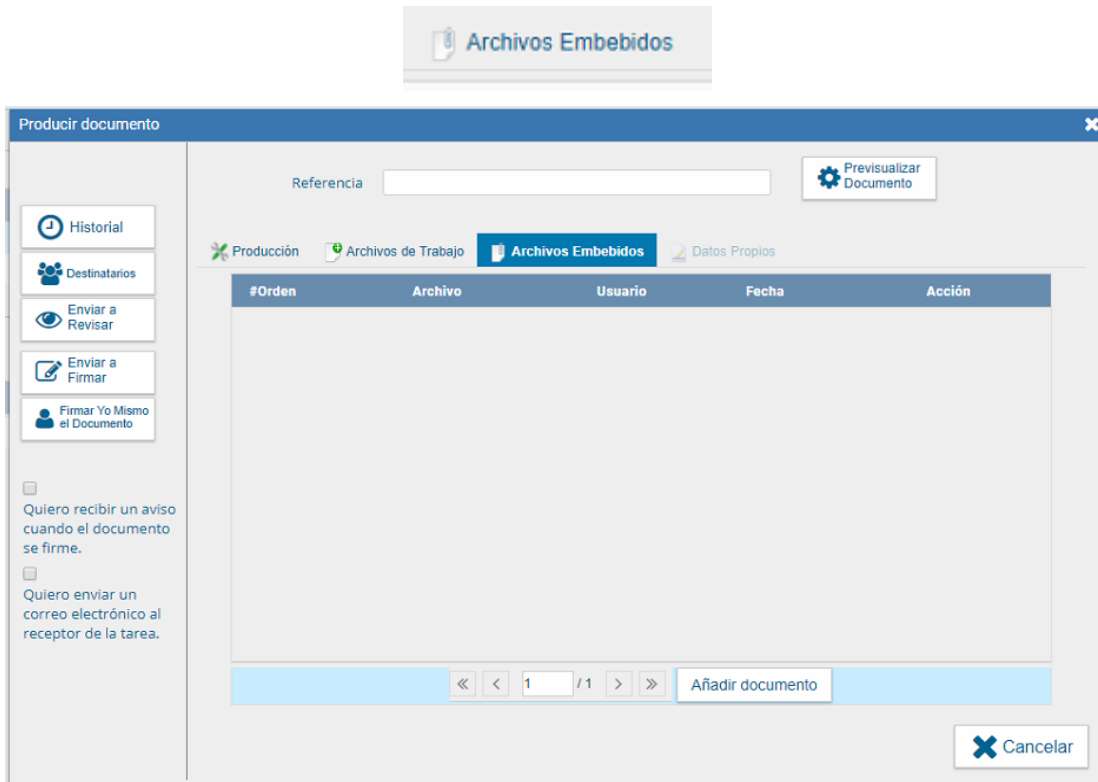 Archivos Embebidos
Producir documento
Referencia
Previsualizar
Documento
Historial
Destinatarios
Enviar a
Revisar
Enviar a
Firmar
Firmar Yo Mismo
el Documento
Quiero recibir un aviso
cuando el documento
se firme.
Quiero enviar un
correo electrónico al
receptor de la tarea.
Producción Archivos de Trabajo Archivos Embebidos Datos Propios
#Orden Archivo Usuario Fecha Acción
1 / 1 Añadir documento
Cancelar